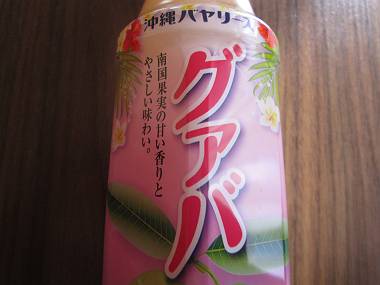 沖縄バヤリース
グァバ
南国果実の甘い香りと
やさしい味わい。